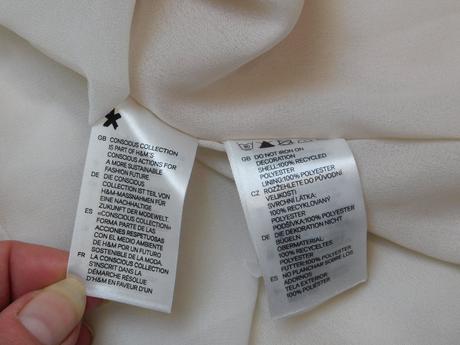 GB CONSCIOUS COLLECTION
IS PART OF H&M'S
CONSCIOUS ACTIONS FOR
A MORE SUSTAINABLE
FASHION FUTURE
DE DIE CONSCIOUS
COLLECTION IST TEIL VON
H&M-MASSNAHMEN FÜR
EINE NACHHALTIGE
ZUKUNFT DER MODEWELT.
ES «CONSCIOUS COLLECTION»
FORMA PARTE DE LAS
ACCIONES RESPETUOSAS
CON EL MEDIO AMBIENTE
DE H&M POR UN FUTURO
SOSTENIBLE DE LA MODA.
FR LA CONSCIOUS COLLECTION
S'INSCRIT DANS LA
DÉMARCHE RÉSOLUE
D'H&M EN FAVEUR D'UN
GB DO NOT IRON ON
DECORATION
SHELL:100% RECYCLED
POLYESTER
LINING:100% POLYESTER
CZ ROZŽEHLETE DO PŮVODNÍ
VELIKOSTI
SVRCHNÍ LÁTKA:
100% RECYKLOVANÝ
POLYESTER
PODŠÍVKA:100% POLYESTER
DE DIE DEKORATION NICHT
BÜGELN
OBERMATERIAL:
100% RECYCELTES
POLYESTER
FUTTER:100% POLYESTER
ES NO PLANCHAR SOBRE EL
ADORNOS
TELA EXTERIOR:
100% POLIÉSTER